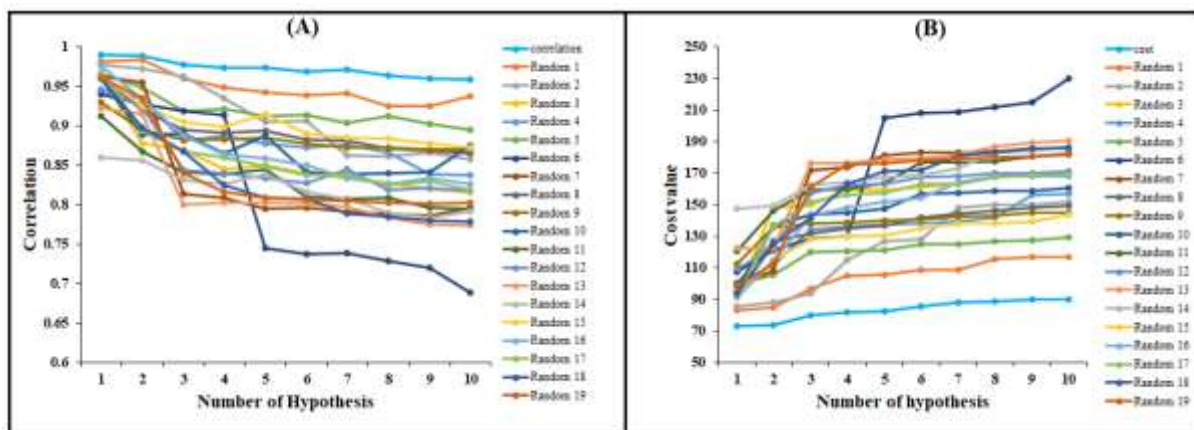 (A)
Correlation
1
0.95
0.9
0.85
0.8
0.75
0.7
0.65
0.6
1 2 3 4 5 6 7 8 9 10
Number of Hypothesis
correlation
Random 1
Random 2
Random 3
Random 4
Random 5
Random 6
Random 7
Random 8
Random 9
Random 10
Random 11
Random 12
Random 13
Random 14
Random 15
Random 16
Random 17
Random 18
Random 19
(B)
Cost value
250
230
210
190
170
150
130
110
90
70
50
1 2 3 4 5 6 7 8 9 10
Number of hypothesis
cost
Random 1
Random 2
Random 3
Random 4
Random 5
Random 6
Random 7
Random 8
Random 9
Random 10
Random 11
Random 12
Random 13
Random 14
Random 15
Random 16
Random 17
Random 18
Random 19